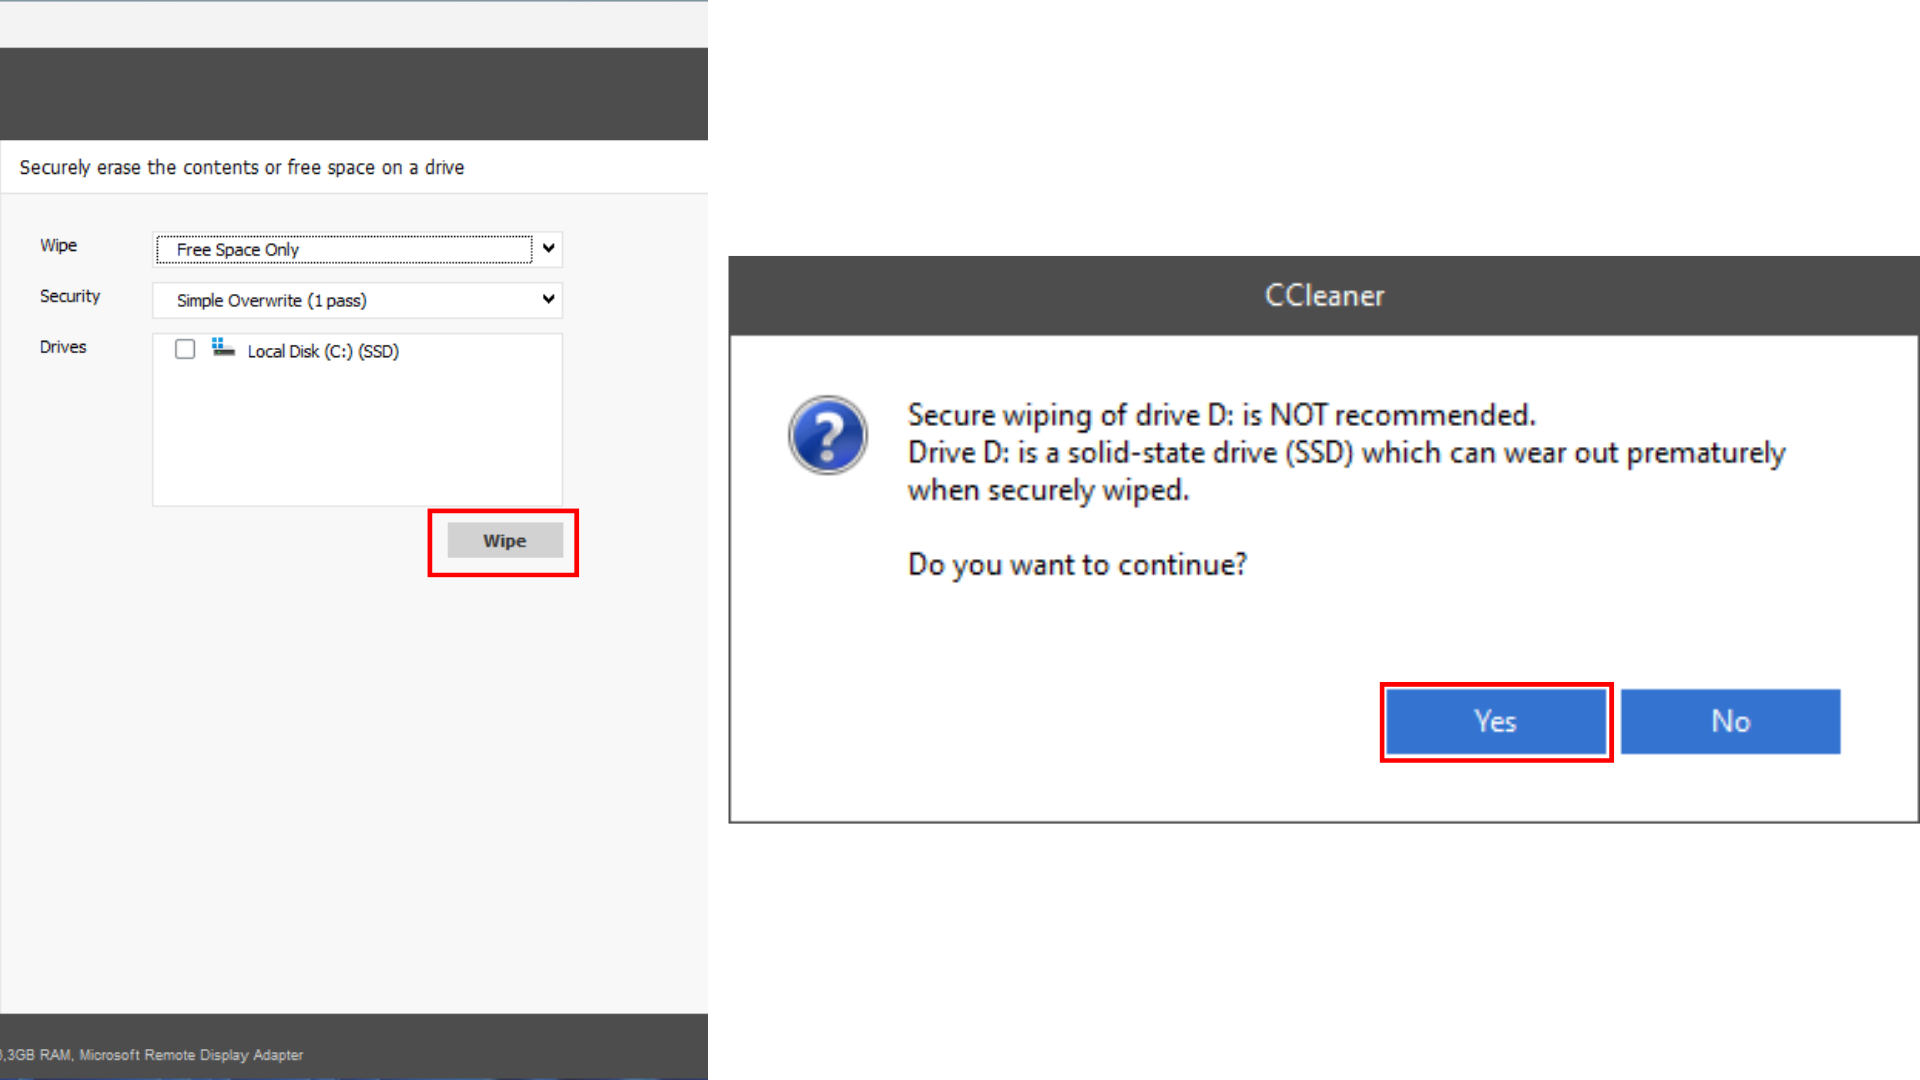 Securely erase the contents or free space on a drive
Wipe
Free Space Only
Security
Simple Overwrite (1 pass)
Drives
Local Disk (C:) (SSD)
Wipe
,3GB RAM, Microsoft Remote Display Adapter
CCleaner
Secure wiping of drive D: is NOT recommended.
Drive D: is a solid-state drive (SSD) which can wear out prematurely
when securely wiped.
Do you want to continue?
Yes
No